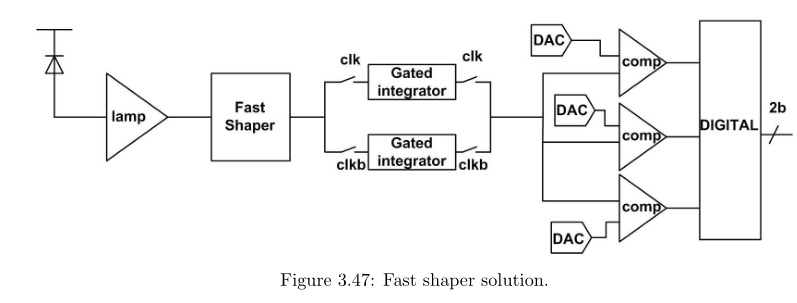 DAC
clk
clk
Gated
integrator
comp
lamp
Fast
Shaper
DAC
2b
DIGITAL
comp
Gated
integrator
clkb
clkb
comp
DAC
Figure 3.47: Fast shaper solution.